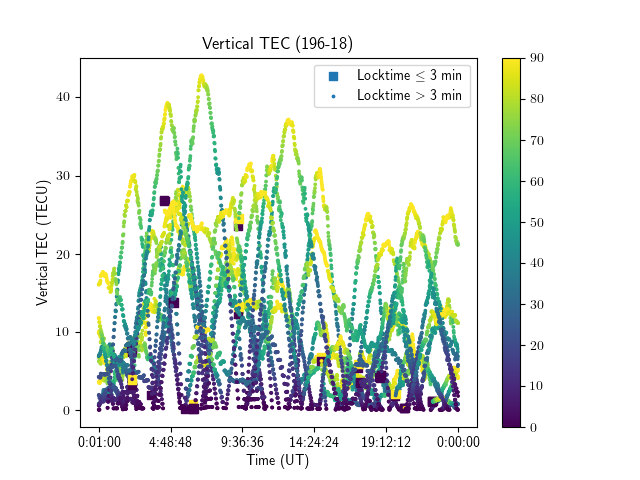 Vertical TEC (196-18)
Locktime ≤ 3 min
Locktime > 3 min
Vertical TEC (TECU)
40
30
20
10
0
0:01:00 4:48:48 9:36:36 14:24:24 19:12:12 0:00:00
Time (UT)
90
80
70
60
50
40
30
20
10
0